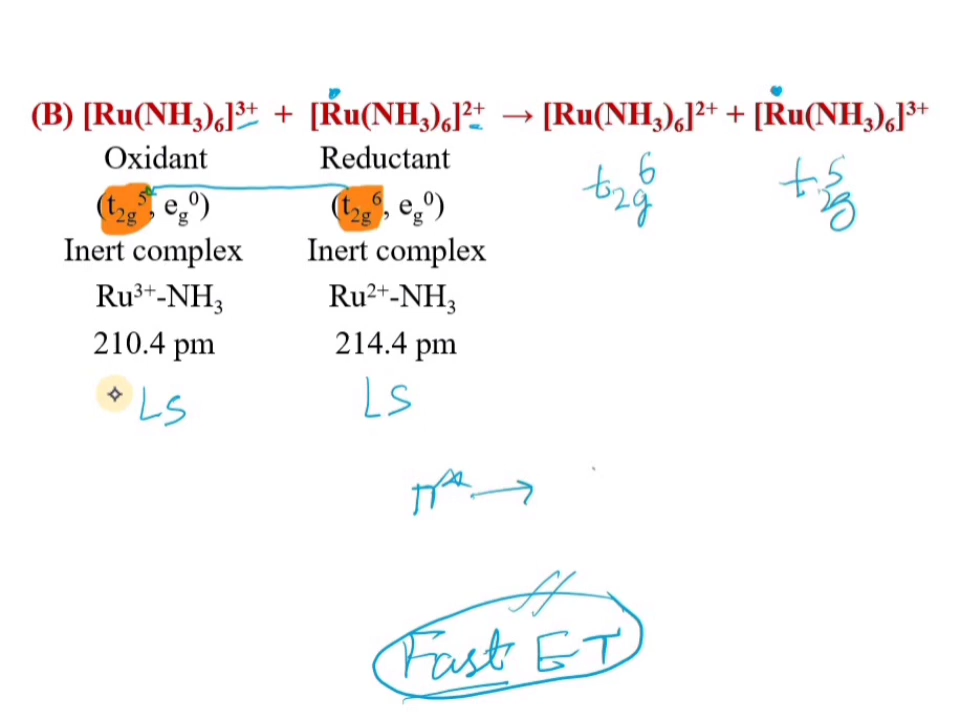 (B) [Ru(NH₃)₆]³⁺ + [Ru(NH₃)₆]²⁺ → [Ru(NH₃)₆]²⁺ + [Ru(NH₃)₆]³⁺
Oxidant Reductant
(t₂g⁵, eg⁰) (t₂g⁶, eg⁰) t₂g⁶ t₂g⁵
Inert complex Inert complex
Ru³⁺-NH₃ Ru²⁺-NH₃
210.4 pm 214.4 pm
LS LS
π* →
Fast ET